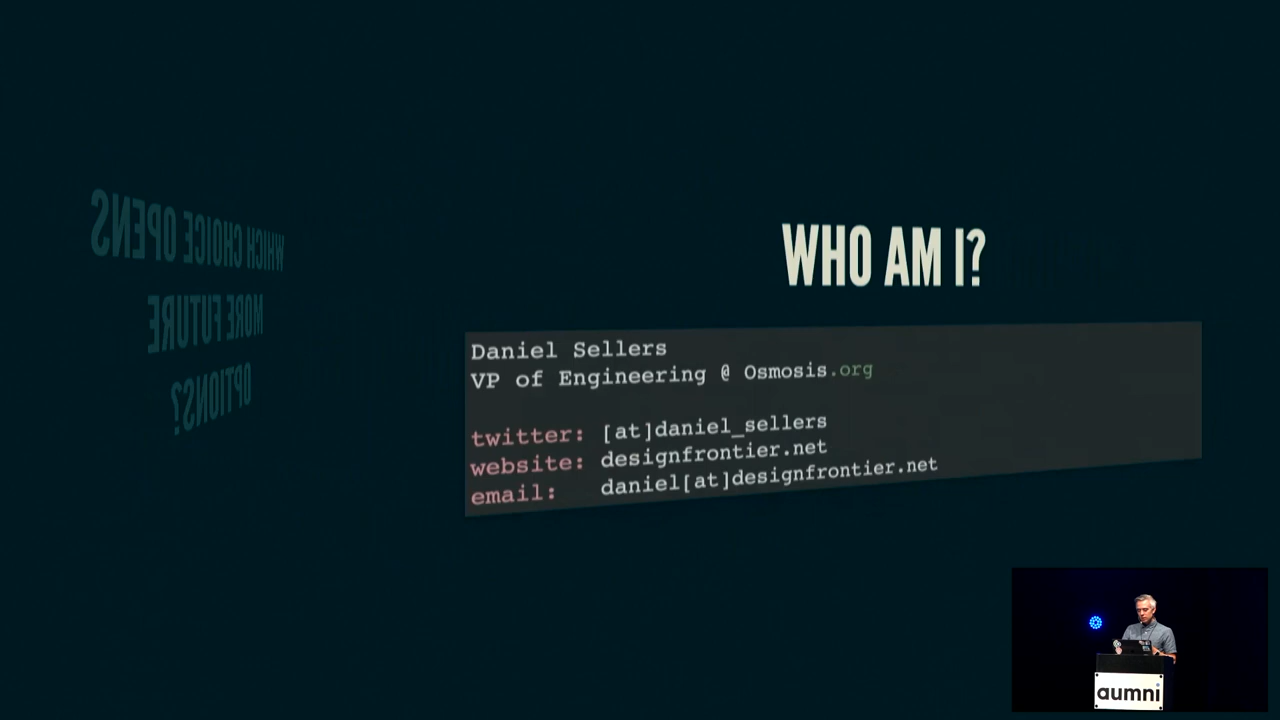 WHICH CHOICE OPENS
MORE FUTURE
OPTIONS?
WHO AM I?
Daniel Sellers
VP of Engineering @ Osmosis.org
twitter: [at]daniel_sellers
website: designfrontier.net
email: daniel[at]designfrontier.net
aumni